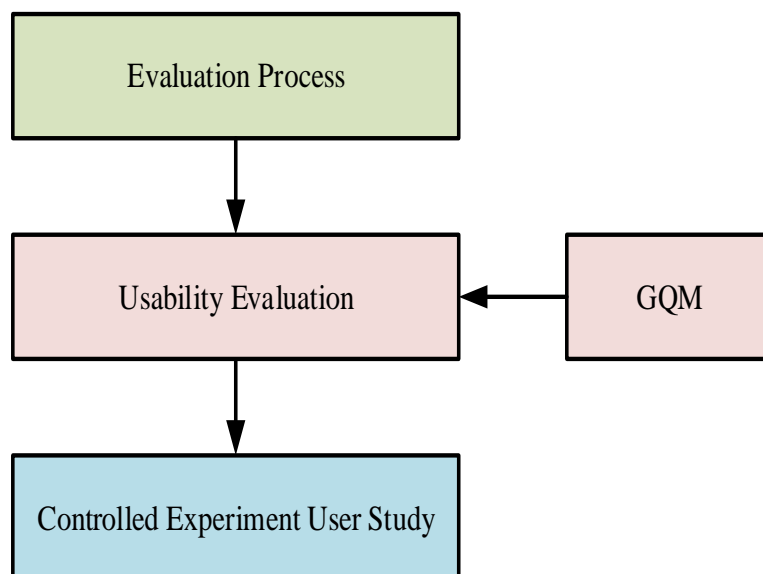 Evaluation Process
Usability Evaluation
GQM
Controlled Experiment User Study